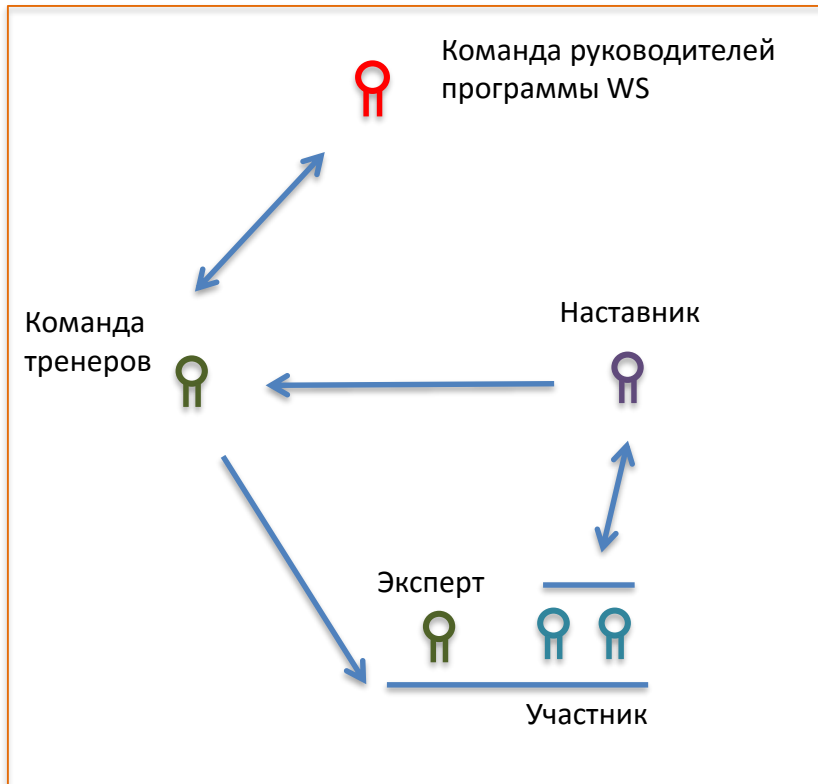 Команда руководителей
программы WS
Команда
тренеров
Наставник
Эксперт
Участник